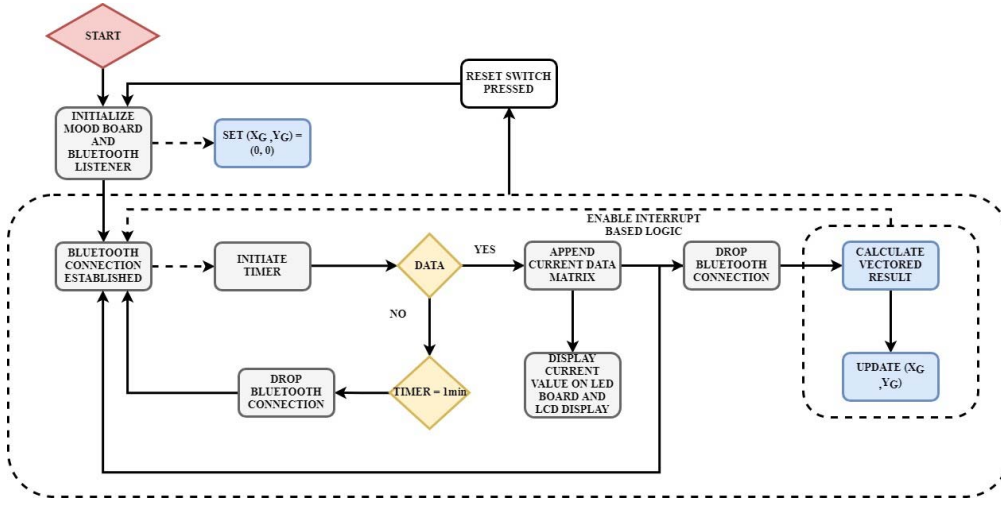 START
RESET SWITCH
PRESSED
INITIALIZE
MOOD BOARD
AND
BLUETOOTH
LISTENER
SET (XG ,YG) =
(0, 0)
ENABLE INTERRUPT
BASED LOGIC
BLUETOOTH
CONNECTION
ESTABLISHED
INITIATE
TIMER
DATA
YES
APPEND
CURRENT DATA
MATRIX
DROP
BLUETOOTH
CONNECTION
CALCULATE
VECTORED
RESULT
NO
DROP
BLUETOOTH
CONNECTION
TIMER = 1min
DISPLAY
CURRENT
VALUE ON LED
BOARD AND
LCD DISPLAY
UPDATE (XG
,YG)